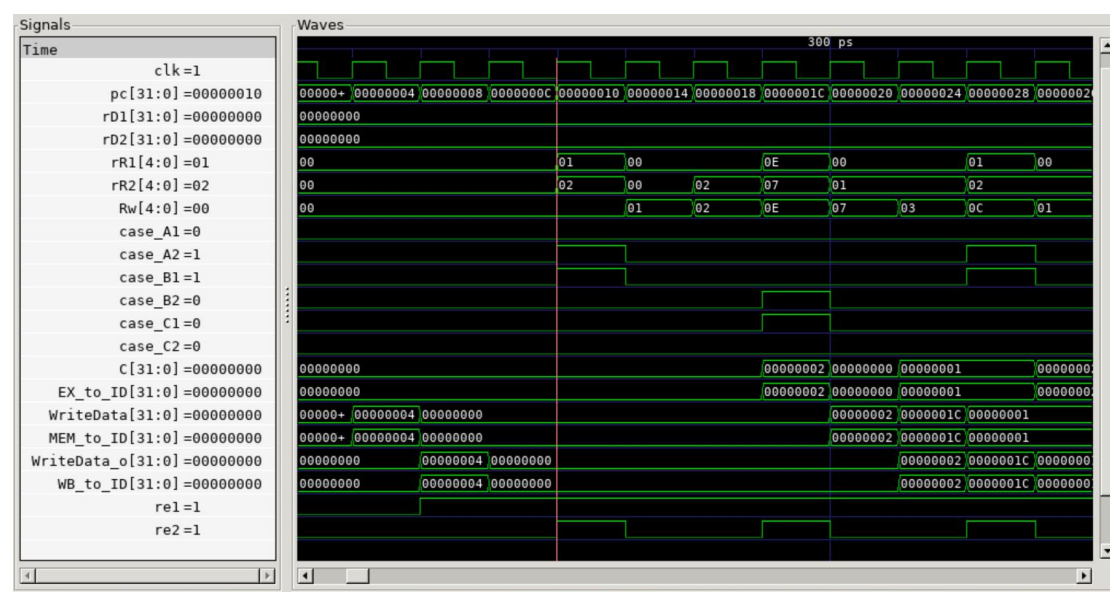 Signals
Waves
Time
300 ps
clk=1
pc[31:0]=00000010
00000+ 00000004 00000008 0000000C 00000010 00000014 00000018 0000001C 00000020 00000024 00000028
rD1[31:0]=00000000
00000000
rD2[31:0]=00000000
00000000
rR1[4:0]=01
00 01 00 0E 00 01 00
rR2[4:0]=02
00 02 00 02 07 01 02
Rw[4:0]=00
00 01 02 0E 07 03 0C 01
case_A1=0
case_A2=1
case_B1=1
case_B2=0
case_C1=0
case_C2=0
C[31:0]=00000000
00000000 00000002 00000000 00000001
EX_to_ID[31:0]=00000000
00000000 00000002 00000000 00000001
WriteData[31:0]=00000000
00000+ 00000004 00000000 00000002 0000001C 00000001
MEM_to_ID[31:0]=00000000
00000+ 00000004 00000000 00000002 0000001C 00000001
WriteData_o[31:0]=00000000
00000000 00000004 00000000 00000002 0000001C
WB_to_ID[31:0]=00000000
00000000 00000004 00000000 00000002 0000001C
re1=1
re2=1